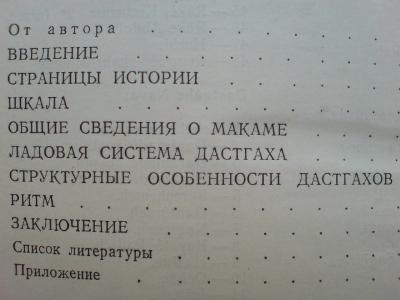 От автора . . . . . .
ВВЕДЕНИЕ . . . . . .
СТРАНИЦЫ ИСТОРИИ . . . .
ШКАЛА . . . . . .
ОБЩИЕ СВЕДЕНИЯ О МАКАМЕ . . .
ЛАДОВАЯ СИСТЕМА ДАСТГАХА . . .
СТРУКТУРНЫЕ ОСОБЕННОСТИ ДАСТГАХОВ
РИТМ . . . . . . .
ЗАКЛЮЧЕНИЕ . . . . .
Список литературы . . . . .
Приложение . . . . . .